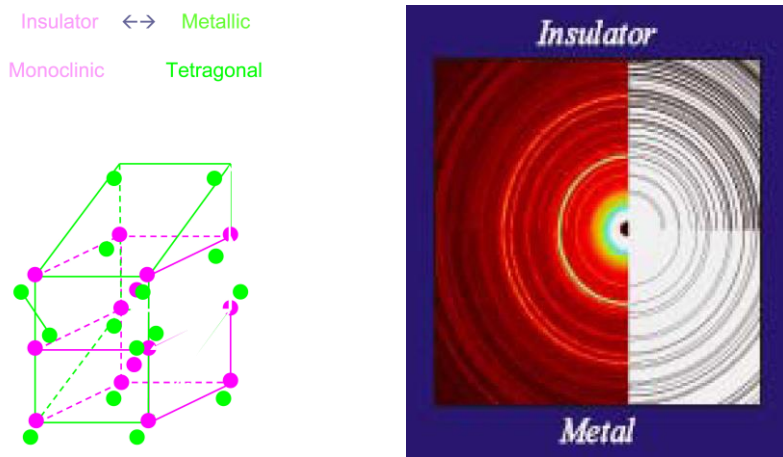 Insulator ↔ Metallic
Monoclinic Tetragonal
Insulator
Metal